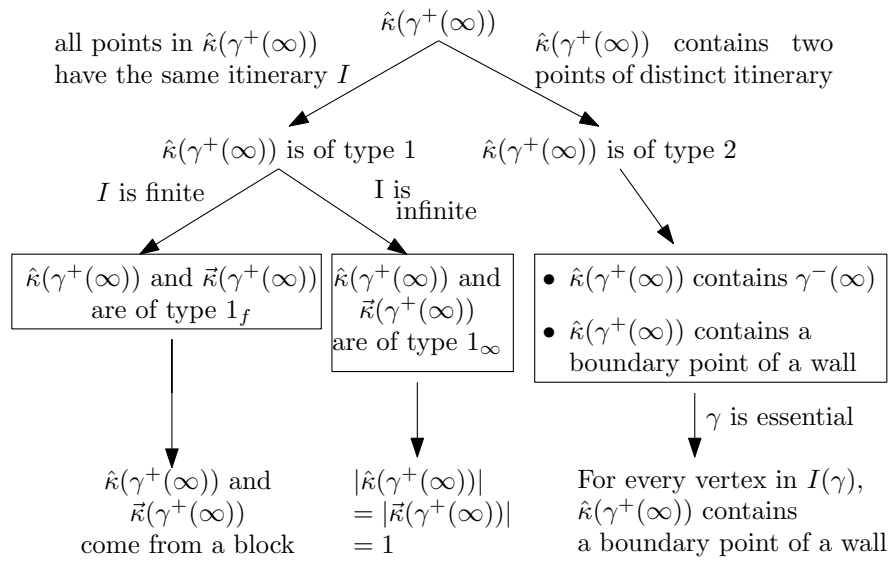 κ̂(γ⁺(∞))
all points in κ̂(γ⁺(∞))
have the same itinerary I
κ̂(γ⁺(∞)) contains two
points of distinct itinerary
κ̂(γ⁺(∞)) is of type 1
κ̂(γ⁺(∞)) is of type 2
I is finite
I is
infinite
κ̂(γ⁺(∞)) and κ⃗(γ⁺(∞))
are of type 1_f
κ̂(γ⁺(∞)) and
κ⃗(γ⁺(∞))
are of type 1_∞
• κ̂(γ⁺(∞)) contains γ⁻(∞)
• κ̂(γ⁺(∞)) contains a
boundary point of a wall
γ is essential
κ̂(γ⁺(∞)) and
κ⃗(γ⁺(∞))
come from a block
|κ̂(γ⁺(∞))|
= |κ⃗(γ⁺(∞))|
= 1
For every vertex in I(γ),
κ̂(γ⁺(∞)) contains
a boundary point of a wall